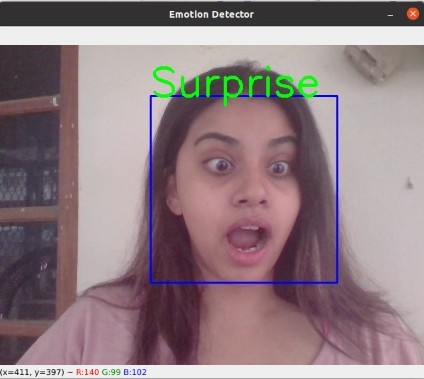 Emotion Detector
Surprise
(x=411, y=397) ~ R:140 G:99 B:102